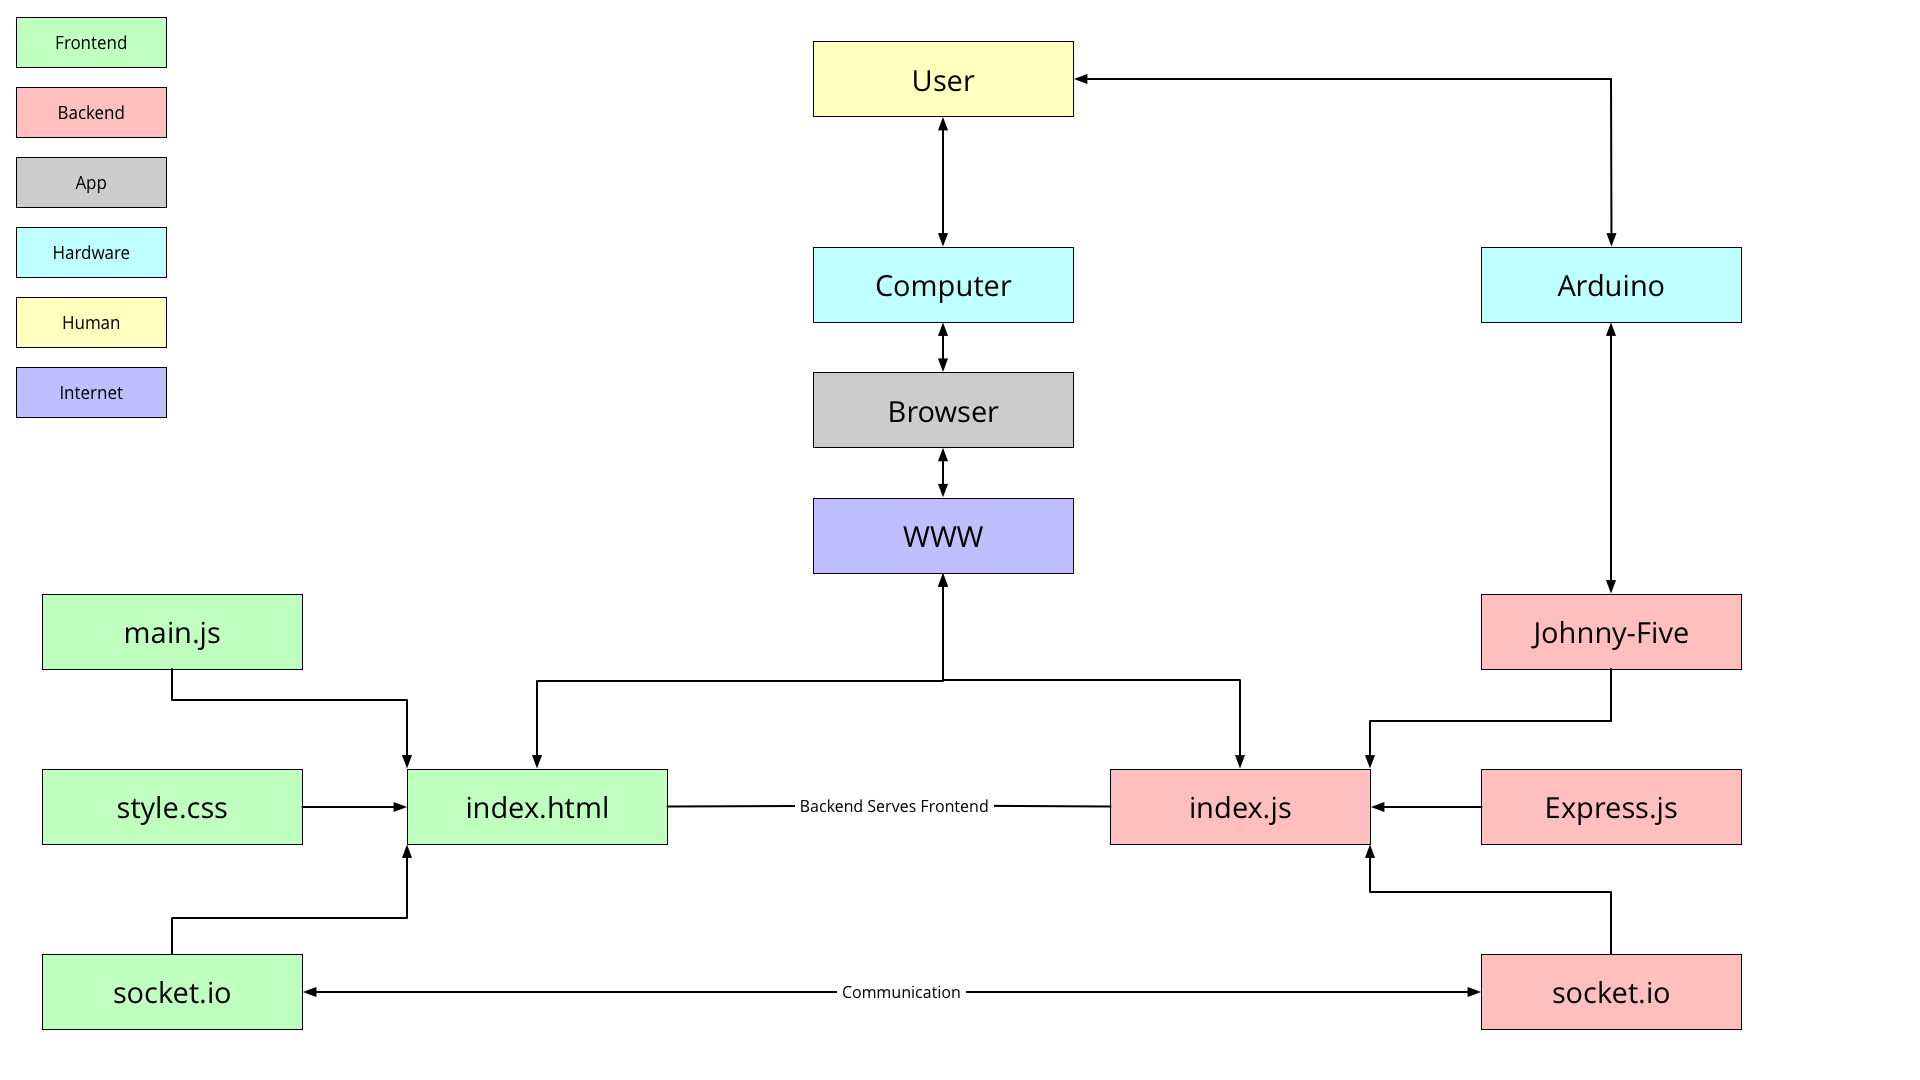 Frontend
Backend
App
Hardware
Human
Internet
User
Computer
Arduino
Browser
WWW
main.js
Johnny-Five
style.css
index.html
Backend Serves Frontend
index.js
Express.js
socket.io
Communication
socket.io